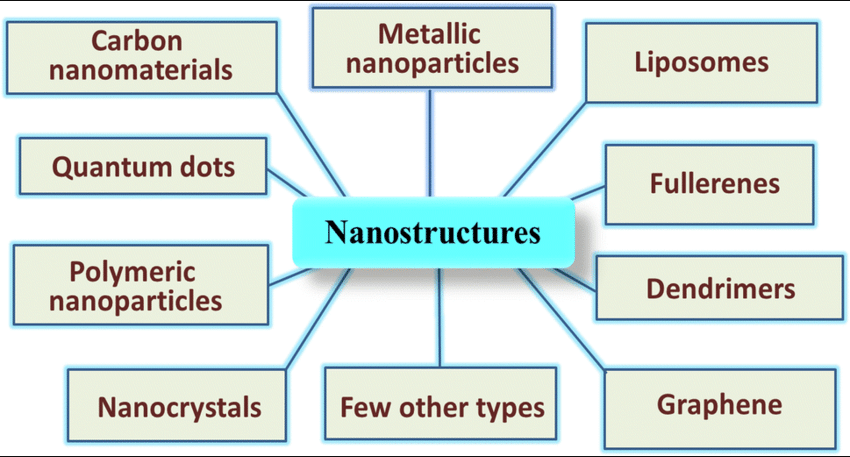 Carbon
nanomaterials
Metallic
nanoparticles
Liposomes
Quantum dots
Fullerenes
Nanostructures
Polymeric
nanoparticles
Dendrimers
Nanocrystals
Few other types
Graphene